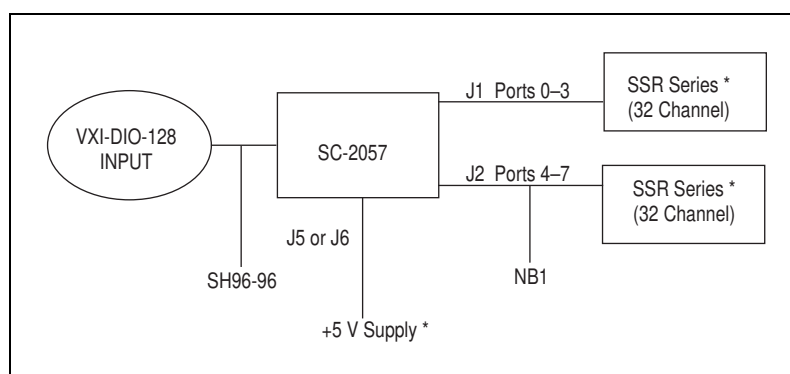 J1 Ports 0–3
SSR Series *
(32 Channel)
VXI-DIO-128
INPUT
SC-2057
J2 Ports 4–7
SSR Series *
(32 Channel)
J5 or J6
SH96-96
NB1
+5 V Supply *